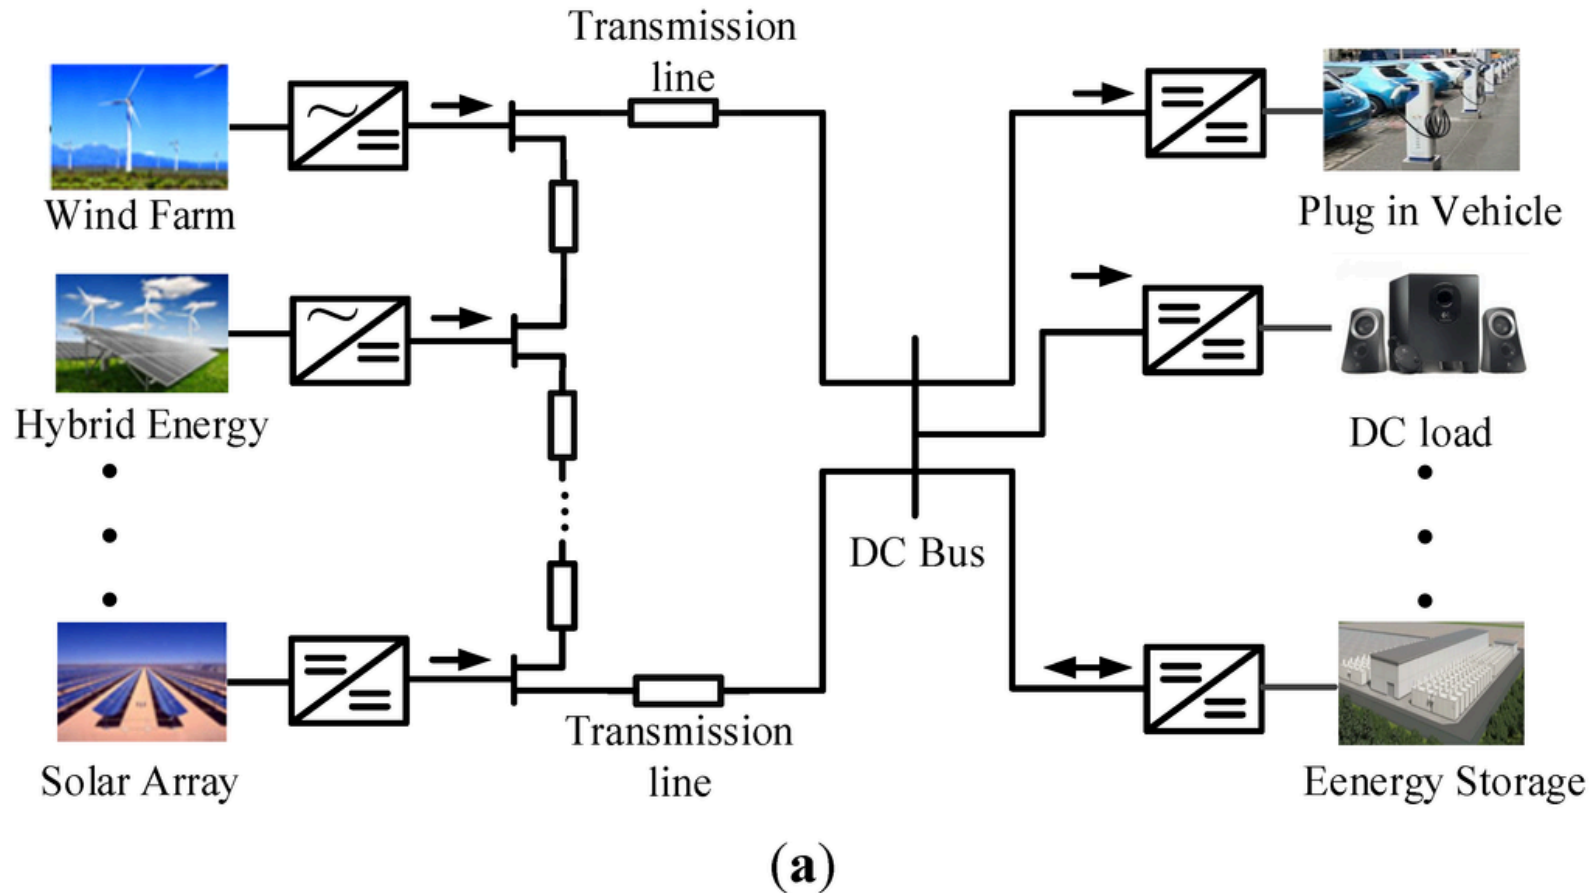 Transmission
line
Wind Farm
Plug in Vehicle
Hybrid Energy
DC load
DC Bus
Transmission
line
Solar Array
Eenergy Storage
(a)